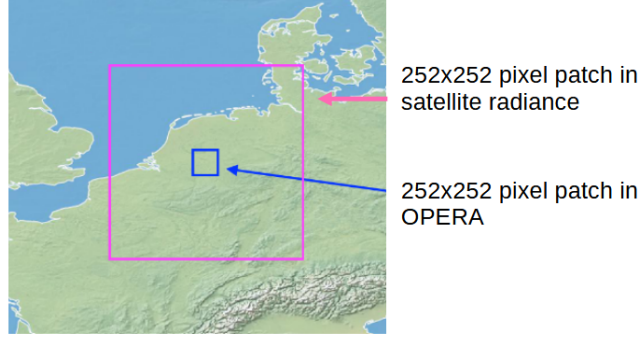 252x252 pixel patch in
satellite radiance
252x252 pixel patch in
OPERA